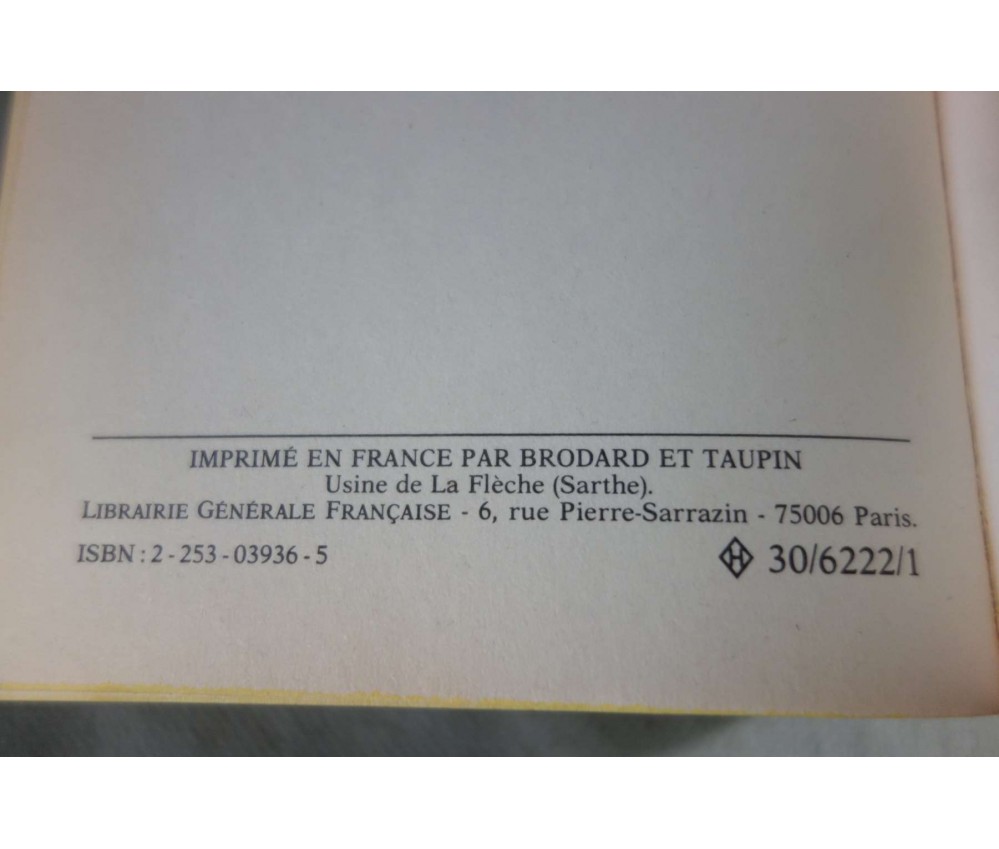 IMPRIMÉ EN FRANCE PAR BRODARD ET TAUPIN
Usine de La Flèche (Sarthe).
LIBRAIRIE GÉNÉRALE FRANÇAISE - 6, rue Pierre-Sarrazin - 75006 Paris.
ISBN : 2 - 253 - 03936 - 5 H 30/6222/1